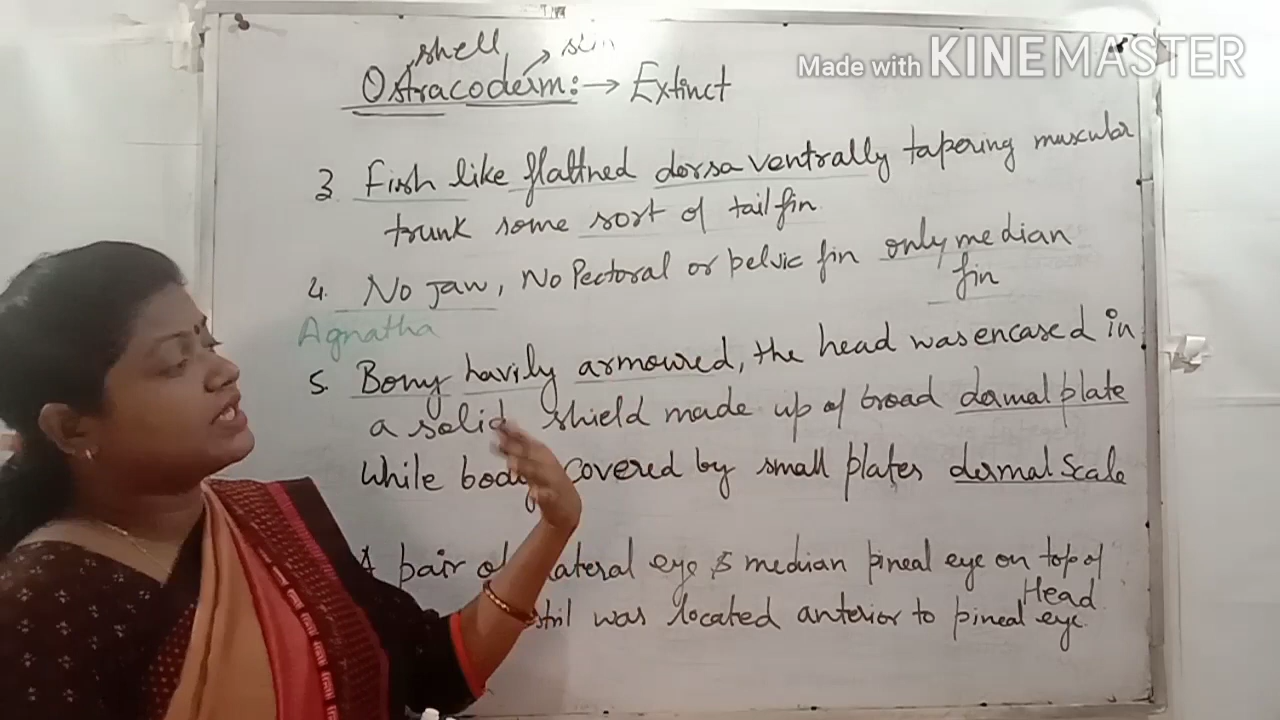 Made with KINEMASTER
shell skin
Ostracoderm:→ Extinct
3. Fish like flattned dorsaventrally tapering muscular
trunk some sort of tail fin
4. No Jaw, No Pectoral or pelvic fin only median
fin
Agnatha
5. Bony havily armoured, the head was encased in
a solid shield made up of broad dermal plate
While body covered by small plates dermal scale
A pair of lateral eye & median pineal eye on top of
Head
was located anterior to pineal eye